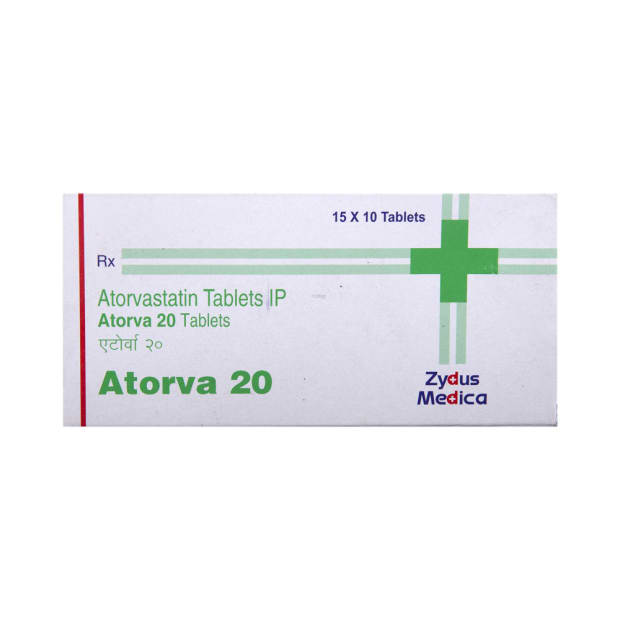 15 X 10 Tablets
Rx
Atorvastatin Tablets IP
Atorva 20 Tablets
एटोर्वा २०
Atorva 20
Zydus
Medica